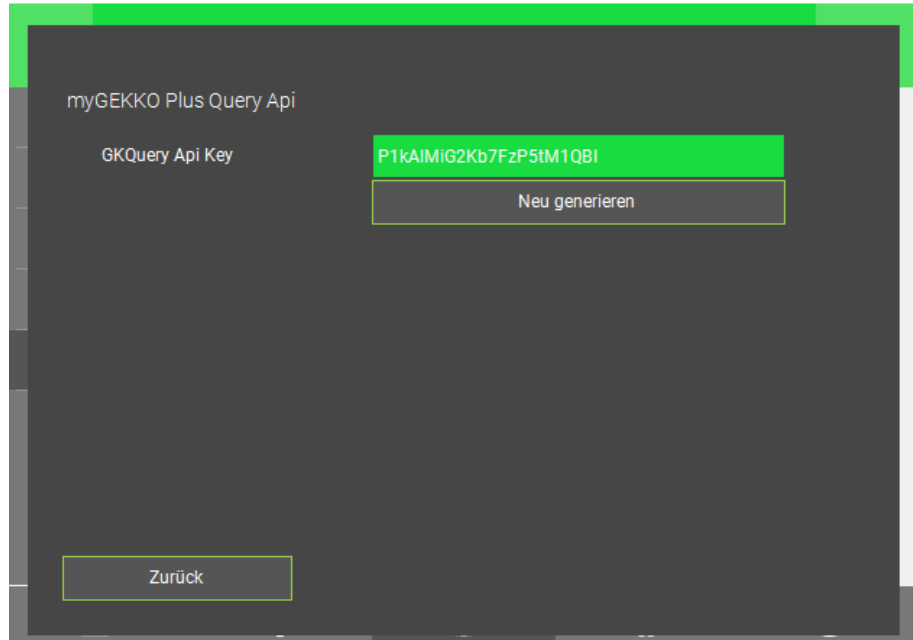 myGEKKO Plus Query Api
GKQuery Api Key
P1kAlMiG2Kb7FzP5tM1QBI
Neu generieren
Zurück